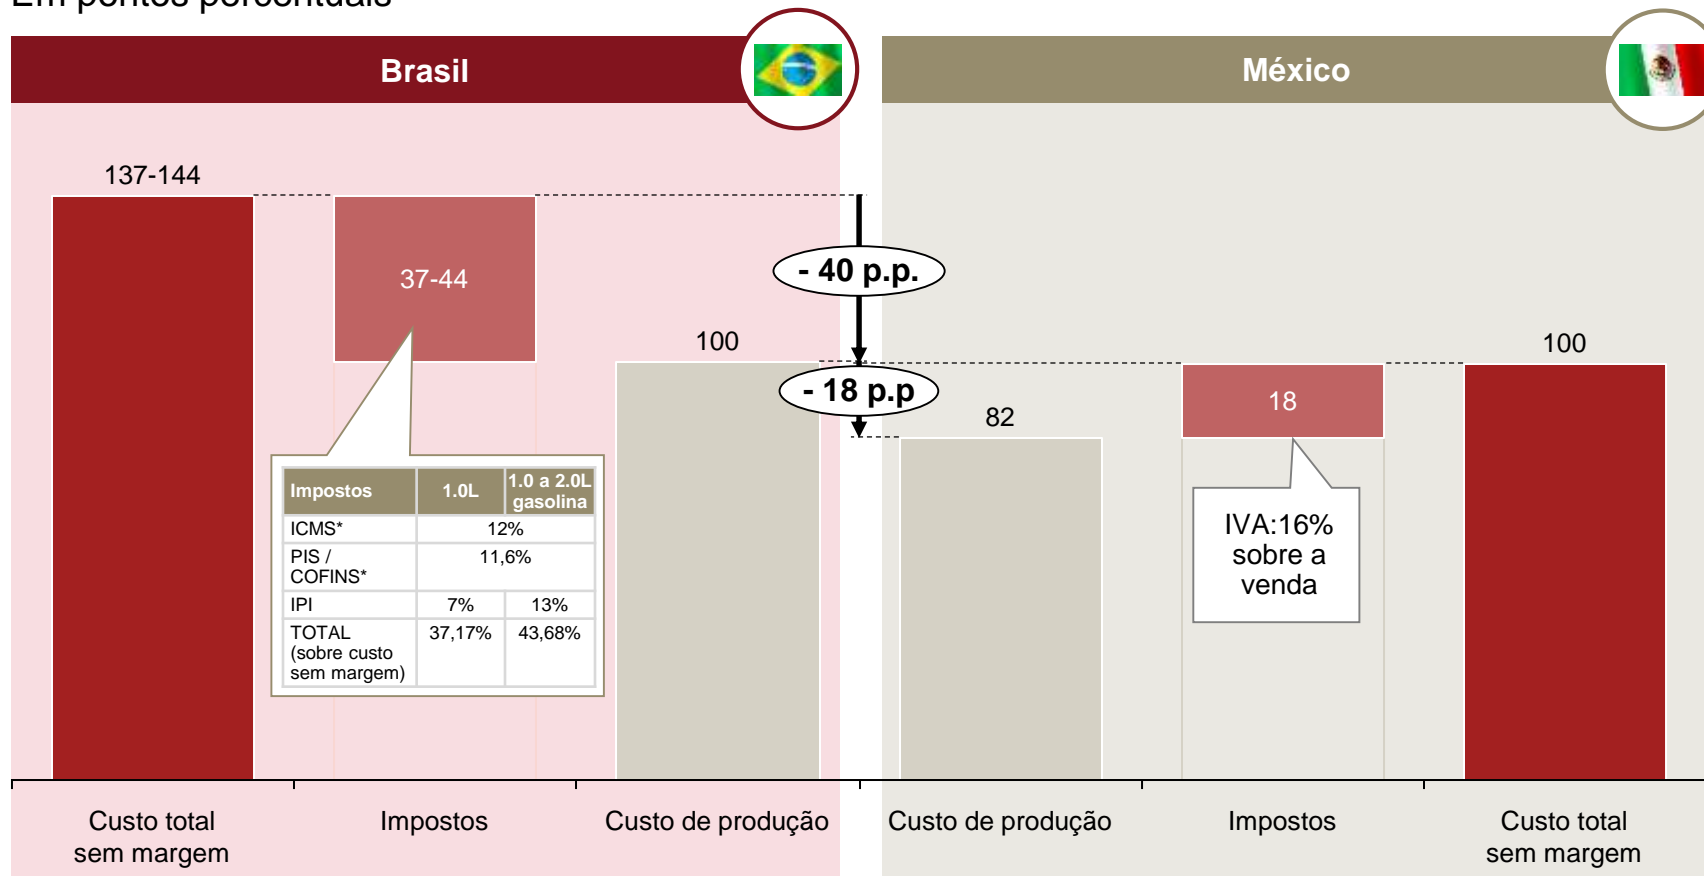 Em pontos percentuais
Brasil
México
137-144
37-44
100
- 40 p.p.
- 18 p.p
82
18
100
Impostos 1.0L 1.0 a 2.0L gasolina
ICMS* 12%
PIS / COFINS* 11,6%
IPI 7% 13%
TOTAL (sobre custo sem margem) 37,17% 43,68%
IVA:16%
sobre a
venda
Custo total
sem margem
Impostos
Custo de produção
Custo de produção
Impostos
Custo total
sem margem